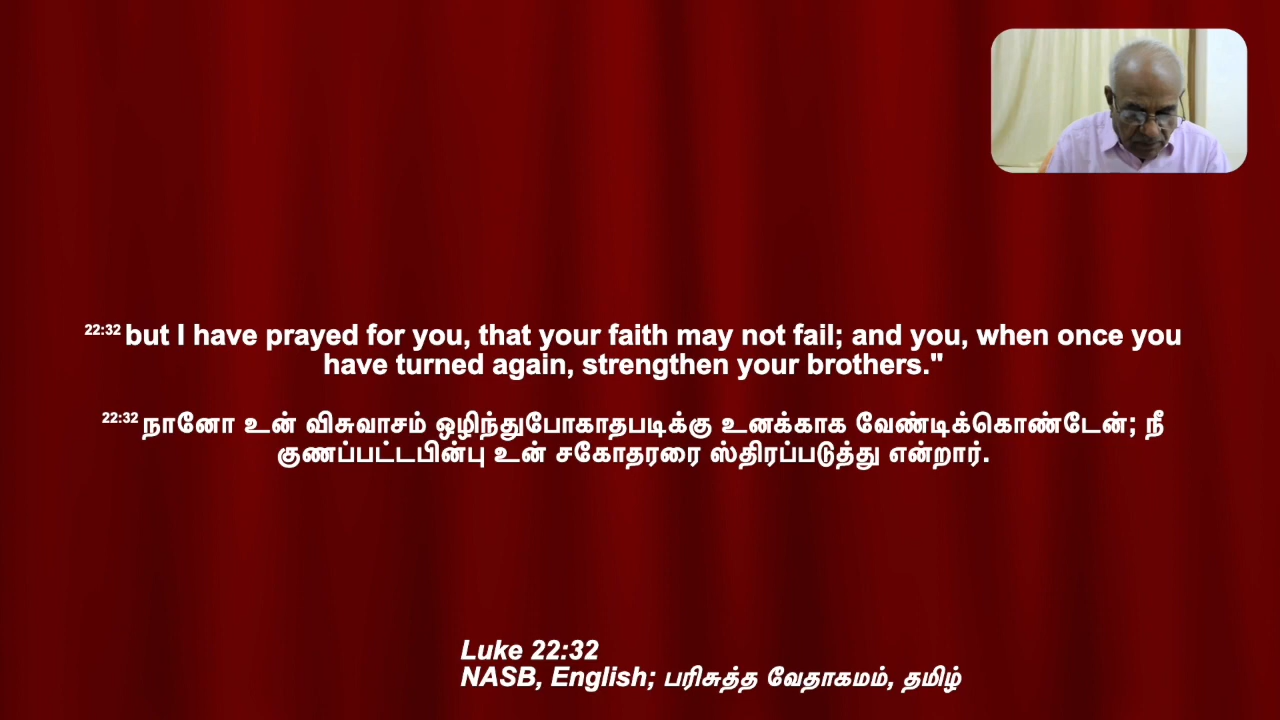 22:32 but I have prayed for you, that your faith may not fail; and you, when once you
have turned again, strengthen your brothers."
22:32 நானோ உன் விசுவாசம் ஒழிந்துபோகாதபடிக்கு உனக்காக வேண்டிக்கொண்டேன்; நீ
குணப்பட்டபின்பு உன் சகோதரரை ஸ்திரப்படுத்து என்றார்.
Luke 22:32
NASB, English; பரிசுத்த வேதாகமம், தமிழ்